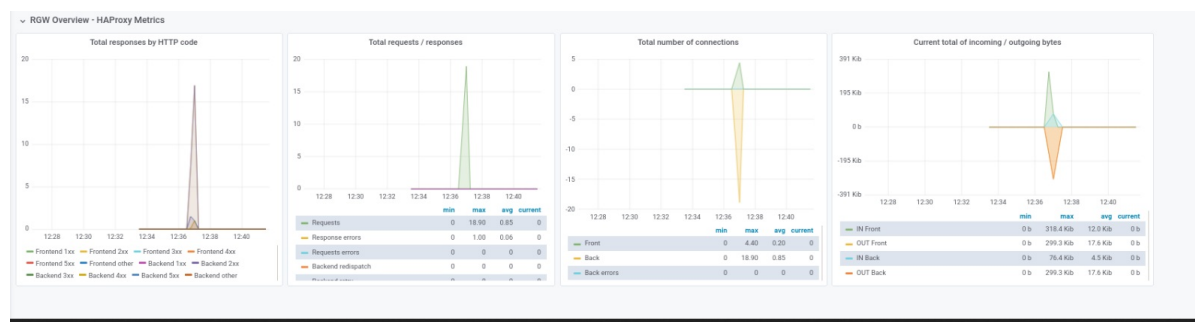 RGW Overview - HAProxy Metrics
Total responses by HTTP code
20
15
10
5
0
12:28 12:30 12:32 12:34 12:36 12:38 12:40
Frontend 1xx Frontend 2xx Frontend 3xx Frontend 4xx
Frontend 5xx Frontend other Backend 1xx Backend 2xx
Backend 3xx Backend 4xx Backend 5xx Backend other
Total requests / responses
20
15
10
5
0
12:28 12:30 12:32 12:34 12:36 12:38 12:40
min max avg current
Requests 0 18.90 0.85 0
Response errors 0 1.00 0.06 0
Requests errors 0 0 0 0
Backend redispatch 0 0 0 0
Total number of connections
5
0
-5
-10
-15
-20
12:28 12:30 12:32 12:34 12:36 12:38 12:40
min max avg current
Front 0 4.40 0.20 0
Back 0 18.90 0.85 0
Back errors 0 0 0 0
Current total of incoming / outgoing bytes
391 Kib
195 Kib
0 b
-195 Kib
-391 Kib
12:28 12:30 12:32 12:34 12:36 12:38 12:40
min max avg current
IN Front 0 b 318.4 Kib 12.0 Kib 0 b
OUT Front 0 b 299.3 Kib 17.6 Kib 0 b
IN Back 0 b 76.4 Kib 4.5 Kib 0 b
OUT Back 0 b 299.3 Kib 17.6 Kib 0 b